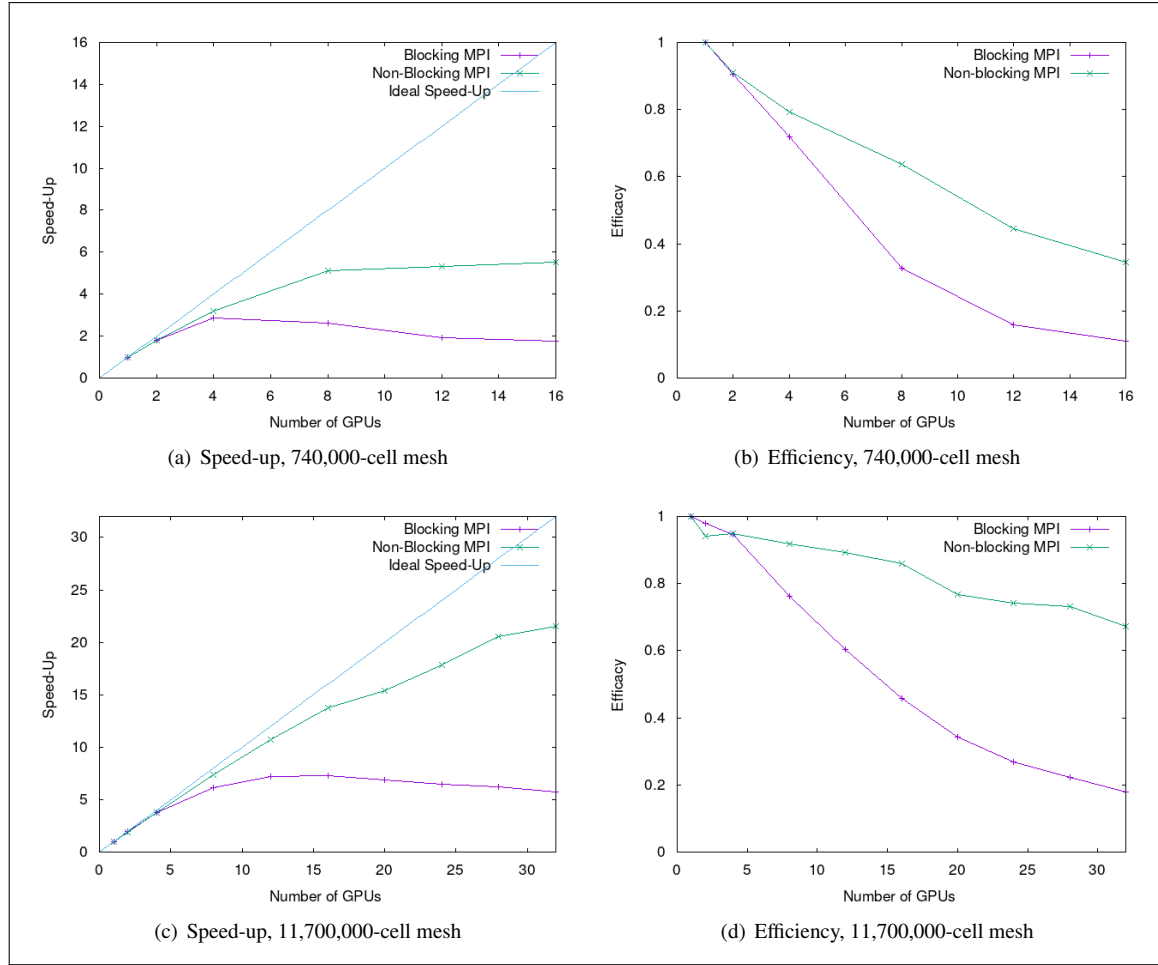 16
14
12
10
8
6
4
2
0
Speed-Up
Blocking MPI
Non-Blocking MPI
Ideal Speed-Up
0 2 4 6 8 10 12 14 16
Number of GPUs
(a) Speed-up, 740,000-cell mesh
1
0.8
0.6
0.4
0.2
0
Efficacy
Blocking MPI
Non-blocking MPI
0 2 4 6 8 10 12 14 16
Number of GPUs
(b) Efficiency, 740,000-cell mesh
30
25
20
15
10
5
0
Speed-Up
Blocking MPI
Non-Blocking MPI
Ideal Speed-Up
0 5 10 15 20 25 30
Number of GPUs
(c) Speed-up, 11,700,000-cell mesh
1
0.8
0.6
0.4
0.2
0
Efficacy
Blocking MPI
Non-blocking MPI
0 5 10 15 20 25 30
Number of GPUs
(d) Efficiency, 11,700,000-cell mesh